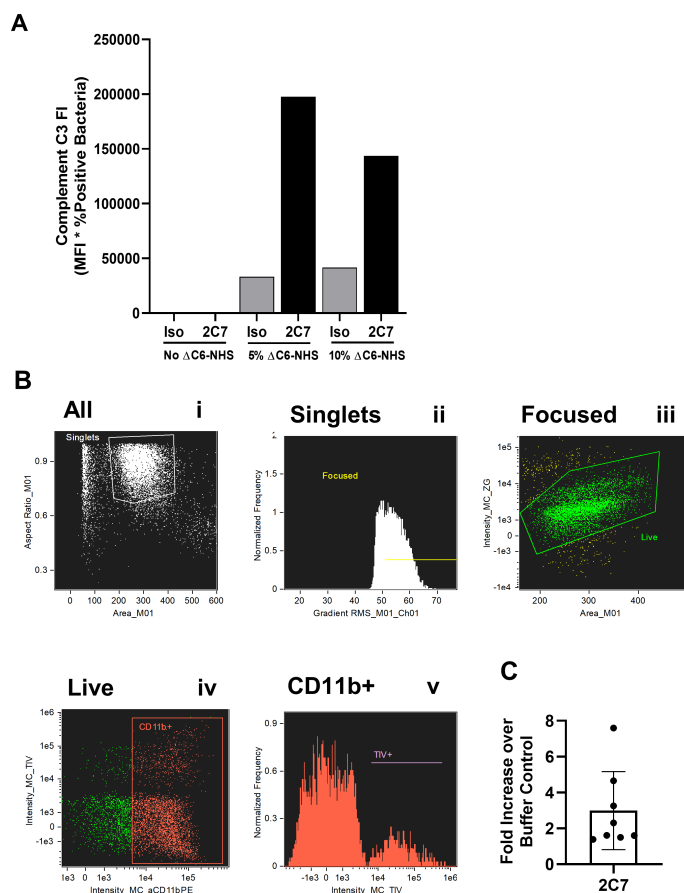 A
Complement C3 FI
(MFI * %Positive Bacteria)
250000
200000
150000
100000
50000
0
Iso 2C7 Iso 2C7 Iso 2C7
No ΔC6-NHS 5% ΔC6-NHS 10% ΔC6-NHS
B
All i
Singlets
Aspect Ratio_M01
0.9
0.6
0.3
0 100 200 300 400 500 600
Area_M01
Singlets ii
Focused
Normalized Frequency
2
1.5
1
0.5
0
20 30 40 50 60 70
Gradient RMS_M01_Ch01
Focused iii
Intensity_MC_ZG
1e5
1e4
1e3
-1e3
-1e4
Live
200 300 400
Area_M01
Live iv
CD11b+
Intensity_MC_TIV
1e6
1e5
1e4
1e3
0
-1e3
1e3 0 1e3 1e4 1e5
Intensity_MC_aCD11bPE
CD11b+ v
TIV+
Normalized Frequency
0.9
0.6
0.3
0
-1e3 0 1e3 1e4 1e5 1e6
Intensity_MC_TIV
C
Fold Increase over
Buffer Control
8
6
4
2
0
2C7